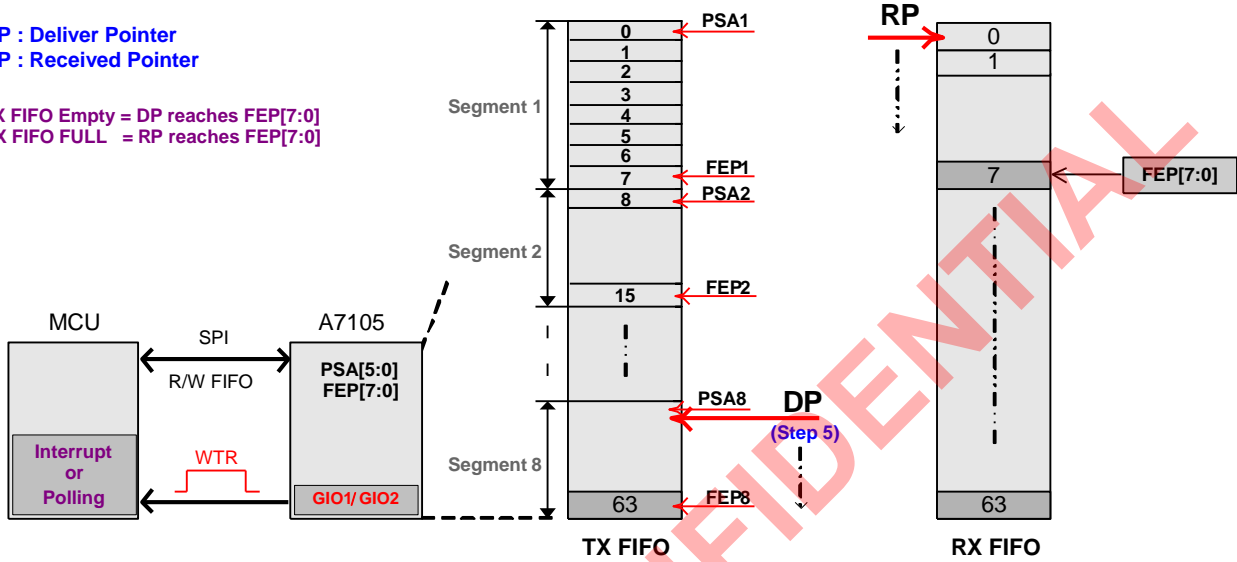 P : Deliver Pointer
P : Received Pointer
X FIFO Empty = DP reaches FEP[7:0]
X FIFO FULL = RP reaches FEP[7:0]
MCU
Interrupt
or
Polling
SPI
R/W FIFO
WTR
A7105
PSA[5:0]
FEP[7:0]
GIO1/ GIO2
Segment 1
Segment 2
Segment 8
0
1
2
3
4
5
6
7
8
15
63
TX FIFO
PSA1
FEP1
PSA2
FEP2
PSA8
FEP8
DP
(Step 5)
RP
0
1
7
63
RX FIFO
FEP[7:0]
FIDENTIAL